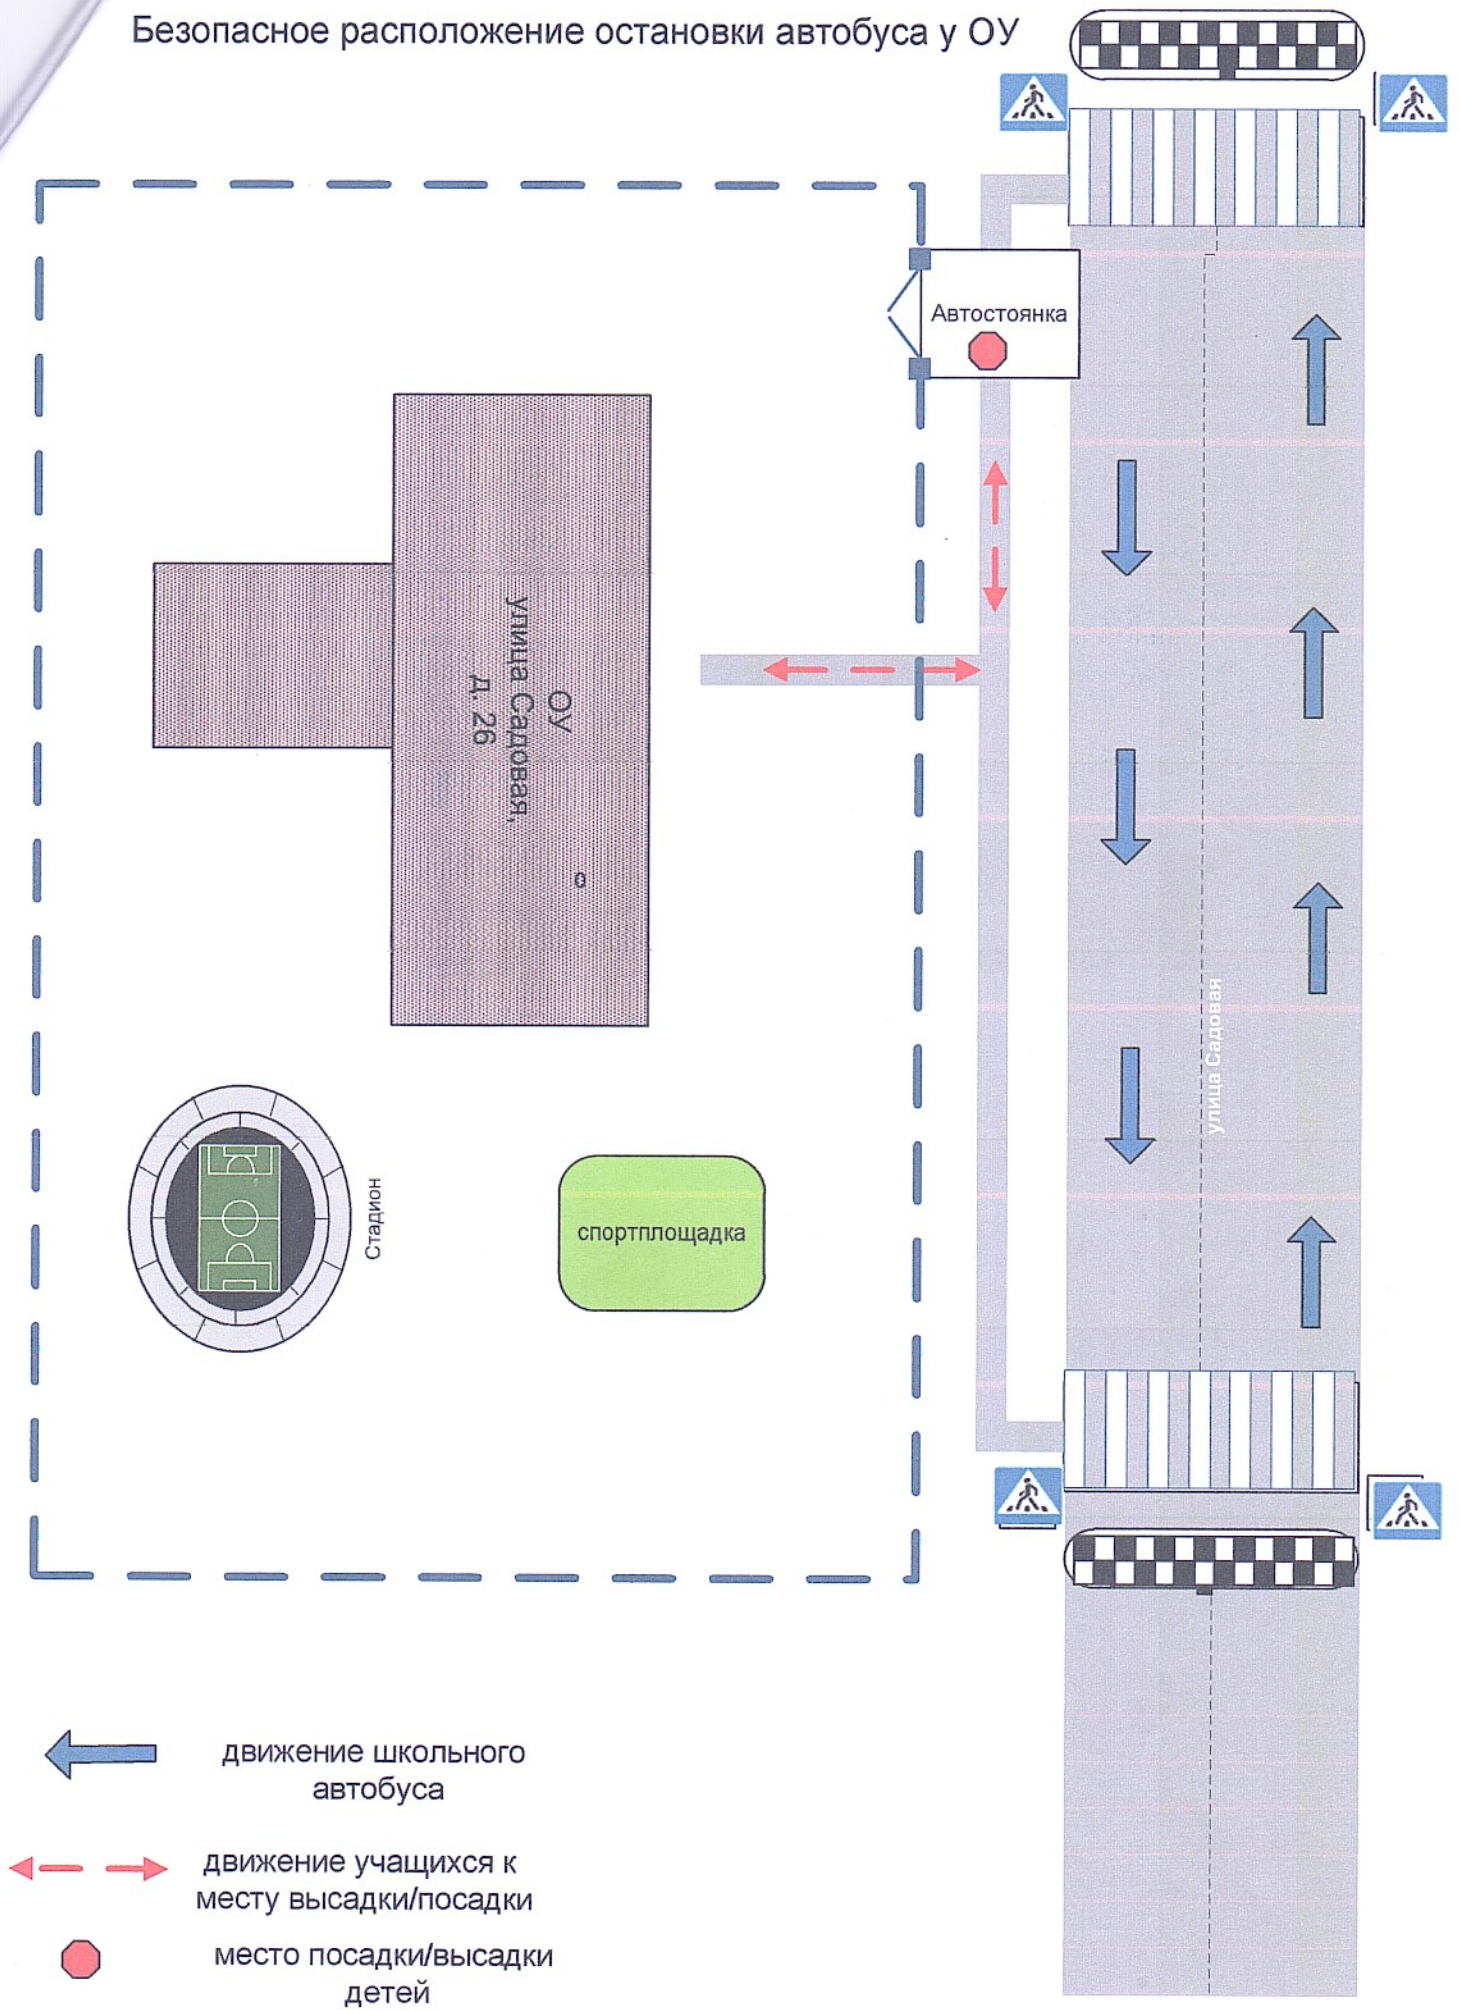 Безопасное расположение остановки автобуса у ОУ
Автостоянка
ОУ
улица Садовая,
д. 26
о
улица Садовая
Стадион
спортплощадка
движение школьного
автобуса
движение учащихся к
месту высадки/посадки
место посадки/высадки
детей